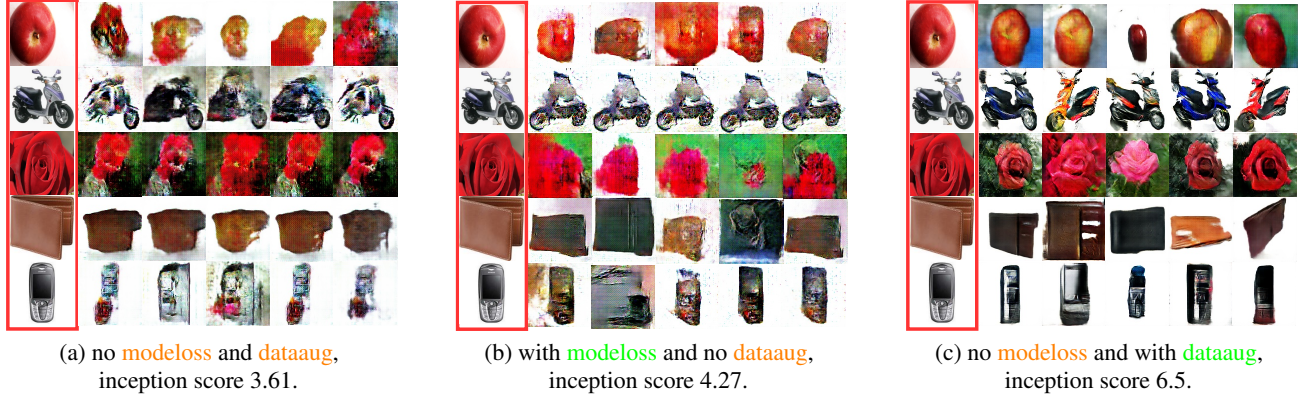 (a) no modeloss and dataaug,
inception score 3.61.
(b) with modeloss and no dataaug,
inception score 4.27.
(c) no modeloss and with dataaug,
inception score 6.5.